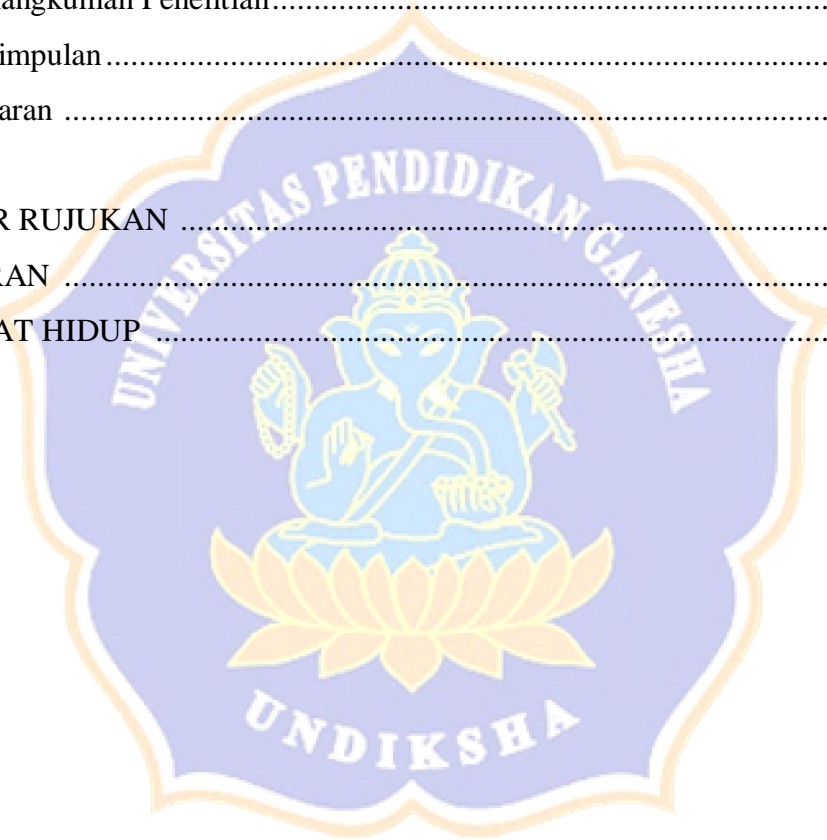 angkuman Penelitian..............................................................................
impulan....................................................................................................
aran .........................................................................................................
R RUJUKAN ..........................................................................................
RAN .........................................................................................................
AT HIDUP .............................................................................................
UNIVERSITAS PENDIDIKAN GANESHA
UNDIKSHA